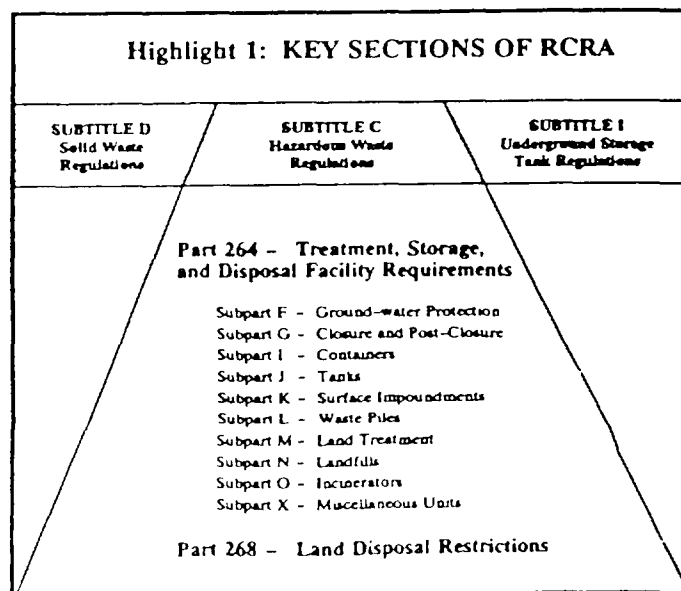 Highlight 1: KEY SECTIONS OF RCRA
SUBTITLE D
Solid Waste
Regulations
SUBTITLE C
Hazardous Waste
Regulations
SUBTITLE I
Underground Storage
Tank Regulations
Part 264 - Treatment, Storage,
and Disposal Facility Requirements
Subpart F - Ground-water Protection
Subpart G - Closure and Post-Closure
Subpart I - Containers
Subpart J - Tanks
Subpart K - Surface Impoundments
Subpart L - Waste Piles
Subpart M - Land Treatment
Subpart N - Landfills
Subpart O - Incinerators
Subpart X - Miscellaneous Units
Part 268 - Land Disposal Restrictions